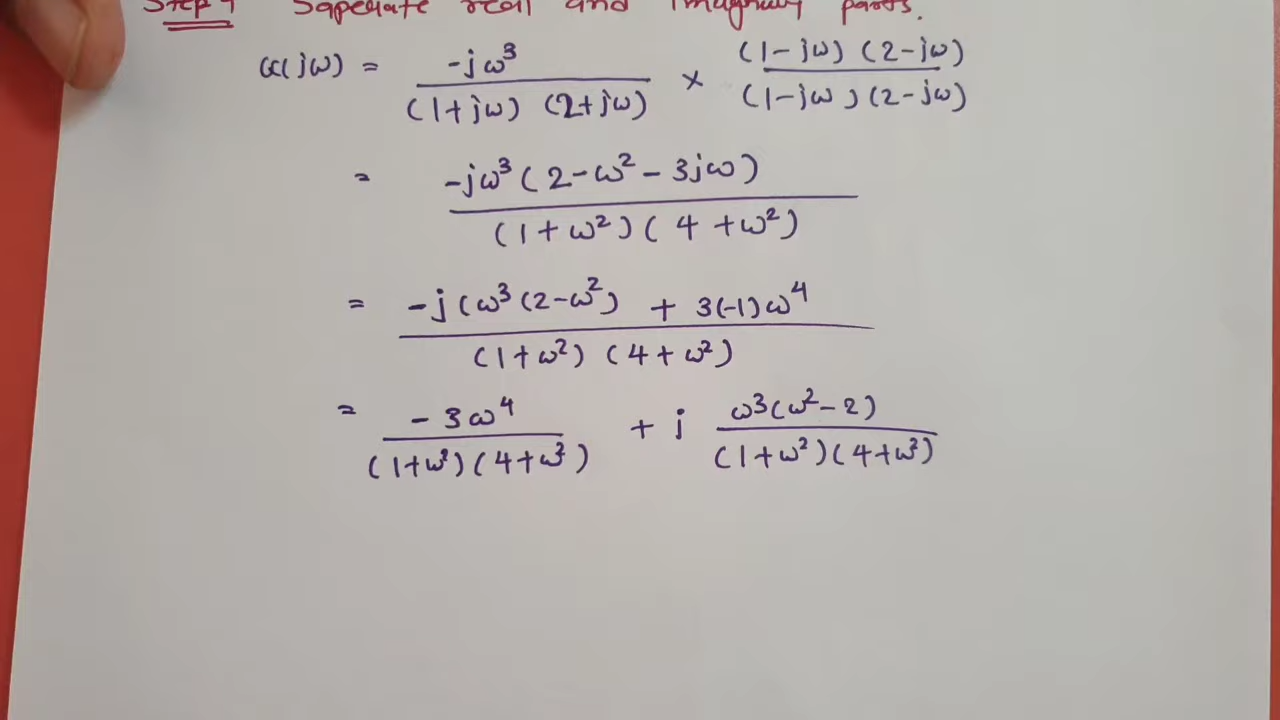 Step 4 Saperate real and imaginary parts.
G(jω) = -jω³ / (1+jω) (2+jω) × (1-jω) (2-jω) / (1-jω) (2-jω)
= -jω³ (2-ω² - 3jω) / (1+ω²) (4+ω²)
= -j(ω³ (2-ω²) + 3(-1)ω⁴ / (1+ω²) (4+ω²)
= -3ω⁴ / (1+ω²) (4+ω²) + j ω³(ω²-2) / (1+ω²) (4+ω²)